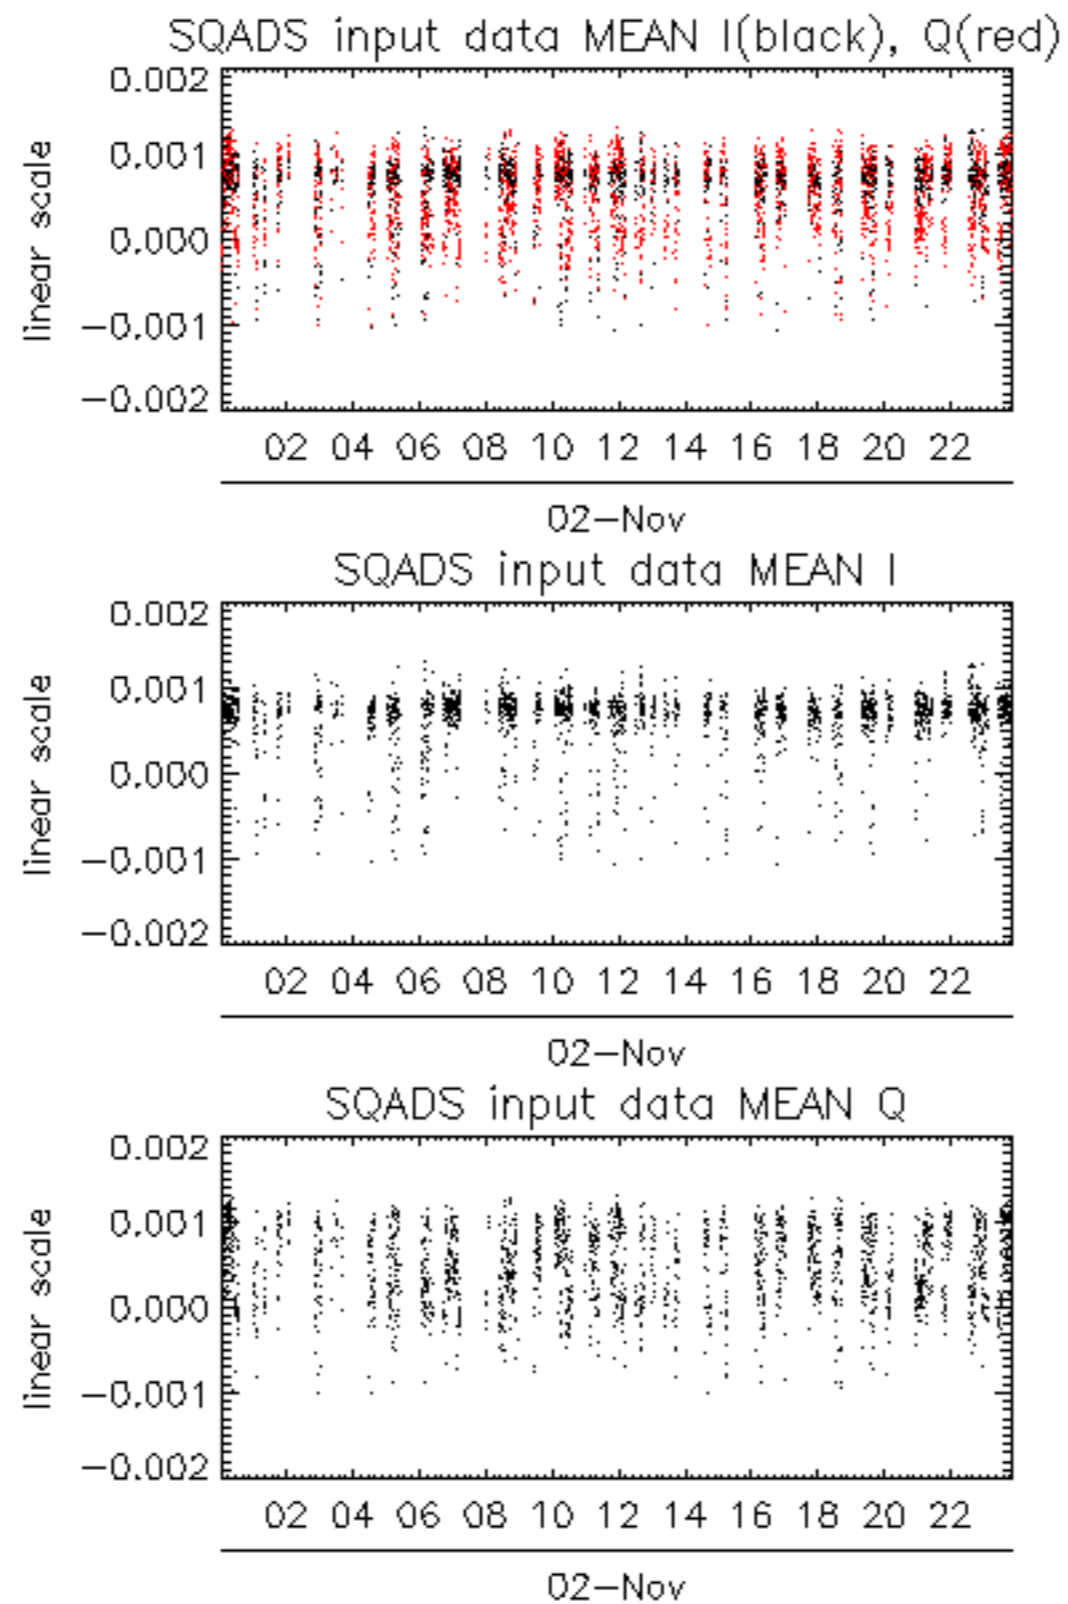 SQADS input data MEAN I(black), Q(red)
0.002
0.001
0.000
−0.001
−0.002
linear scale
02 04 06 08 10 12 14 16 18 20 22
02−Nov
SQADS input data MEAN I
0.002
0.001
0.000
−0.001
−0.002
linear scale
02 04 06 08 10 12 14 16 18 20 22
02−Nov
SQADS input data MEAN Q
0.002
0.001
0.000
−0.001
−0.002
linear scale
02 04 06 08 10 12 14 16 18 20 22
02−Nov